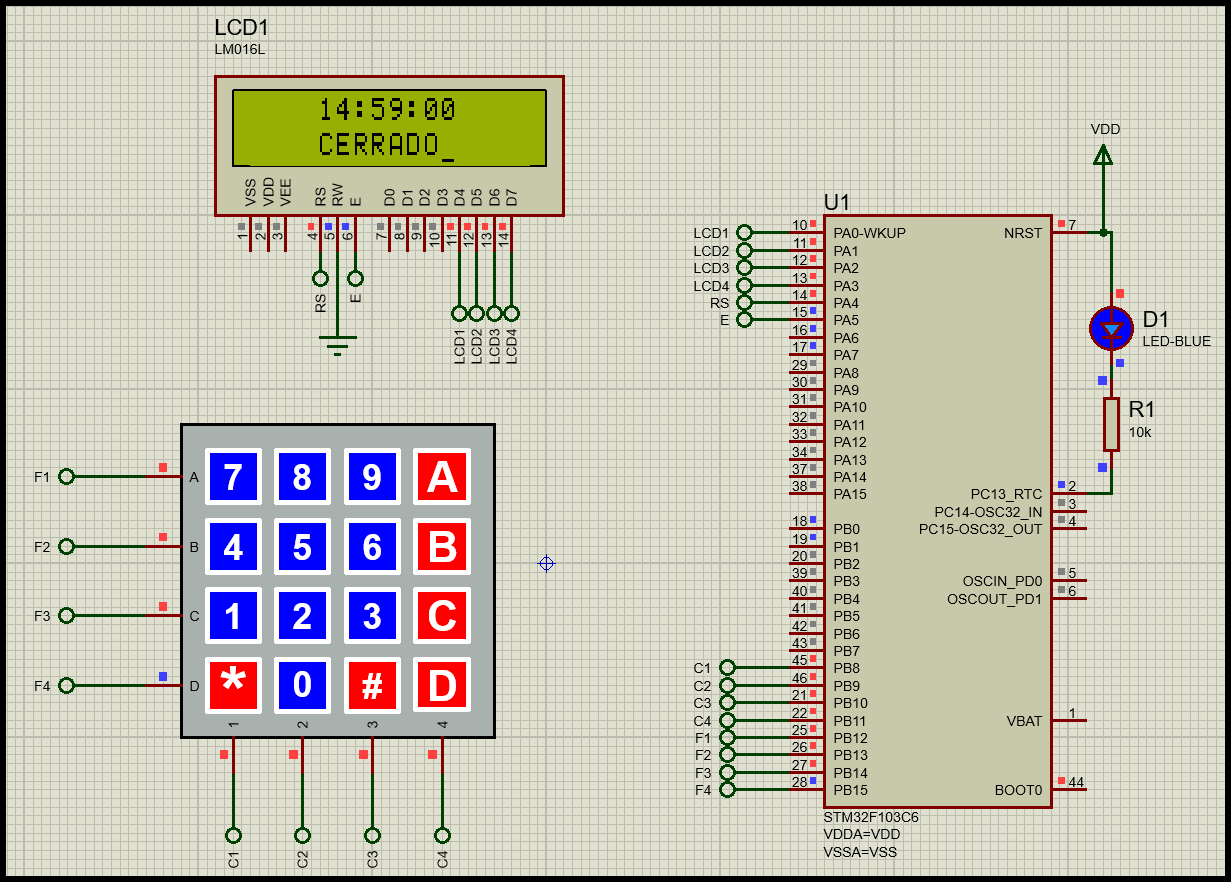 LCD1
LM016L
14:59:00
CERRADO_
VSS VDD VEE RS RW E D0 D1 D2 D3 D4 D5 D6 D7
1 2 3 4 5 6 7 8 9 10 11 12 13 14
RS E
LCD1 LCD2 LCD3 LCD4
F1 A 7 8 9 A
F2 B 4 5 6 B
F3 C 1 2 3 C
F4 D * 0 # D
1 2 3 4
C1 C2 C3 C4
VDD
U1
LCD1 10 PA0-WKUP NRST 7
LCD2 11 PA1
LCD3 12 PA2
LCD4 13 PA3
RS 14 PA4
E 15 PA5
16 PA6
17 PA7
29 PA8
30 PA9
31 PA10
32 PA11
33 PA12
34 PA13
37 PA14
38 PA15 PC13_RTC 2
PC14-OSC32_IN 3
18 PB0 PC15-OSC32_OUT 4
19 PB1
20 PB2
39 PB3 OSCIN_PD0 5
40 PB4 OSCOUT_PD1 6
41 PB5
42 PB6
43 PB7
C1 45 PB8
C2 46 PB9
C3 21 PB10
C4 22 PB11 VBAT 1
F1 25 PB12
F2 26 PB13
F3 27 PB14
F4 28 PB15 BOOT0 44
STM32F103C6
VDDA=VDD
VSSA=VSS
D1
LED-BLUE
R1
10k